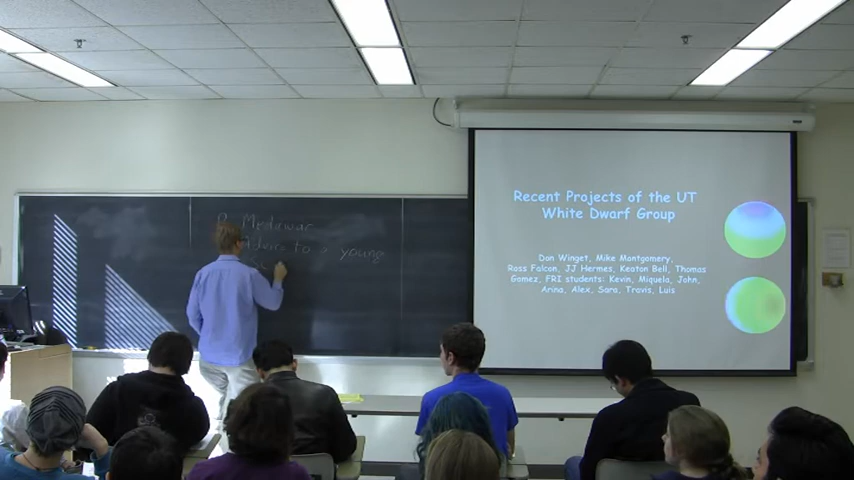 Medawar
Advice to a young
Recent Projects of the UT
White Dwarf Group
Don Winget, Mike Montgomery,
Ross Falcon, JJ Hermes, Keaton Bell, Thomas
Gomez, FRI students: Kevin, Miquela, John,
Arina, Alex, Sara, Travis, Luis